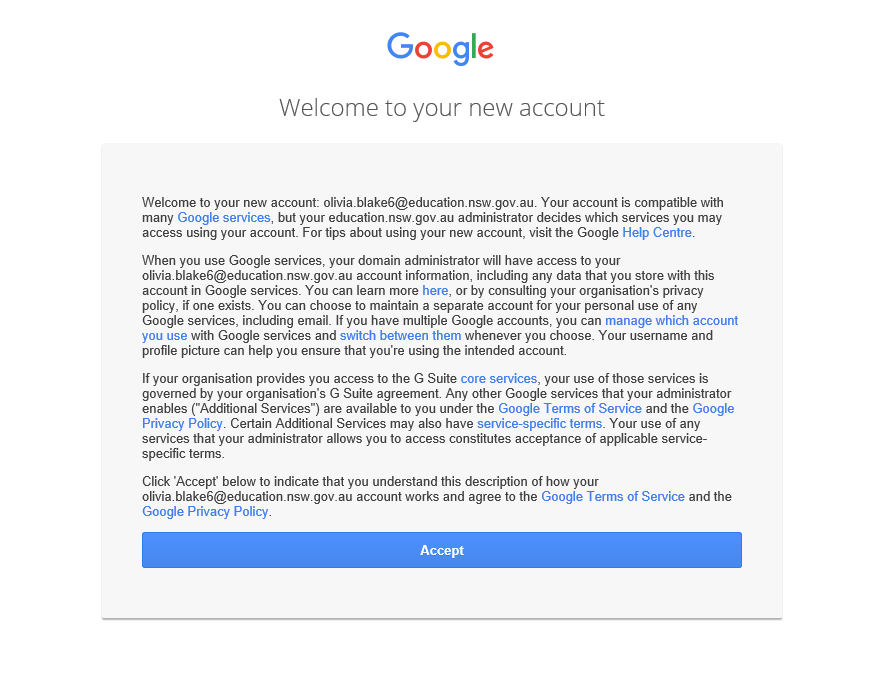 Google
Welcome to your new account
Welcome to your new account: olivia.blake6@education.nsw.gov.au. Your account is compatible with
many Google services, but your education.nsw.gov.au administrator decides which services you may
access using your account. For tips about using your new account, visit the Google Help Centre.
When you use Google services, your domain administrator will have access to your
olivia.blake6@education.nsw.gov.au account information, including any data that you store with this
account in Google services. You can learn more here, or by consulting your organisation's privacy
policy, if one exists. You can choose to maintain a separate account for your personal use of any
Google services, including email. If you have multiple Google accounts, you can manage which account
you use with Google services and switch between them whenever you choose. Your username and
profile picture can help you ensure that you're using the intended account.
If your organisation provides you access to the G Suite core services, your use of those services is
governed by your organisation's G Suite agreement. Any other Google services that your administrator
enables ("Additional Services") are available to you under the Google Terms of Service and the Google
Privacy Policy. Certain Additional Services may also have service-specific terms. Your use of any
services that your administrator allows you to access constitutes acceptance of applicable service-
specific terms.
Click 'Accept' below to indicate that you understand this description of how your
olivia.blake6@education.nsw.gov.au account works and agree to the Google Terms of Service and the
Google Privacy Policy.
Accept